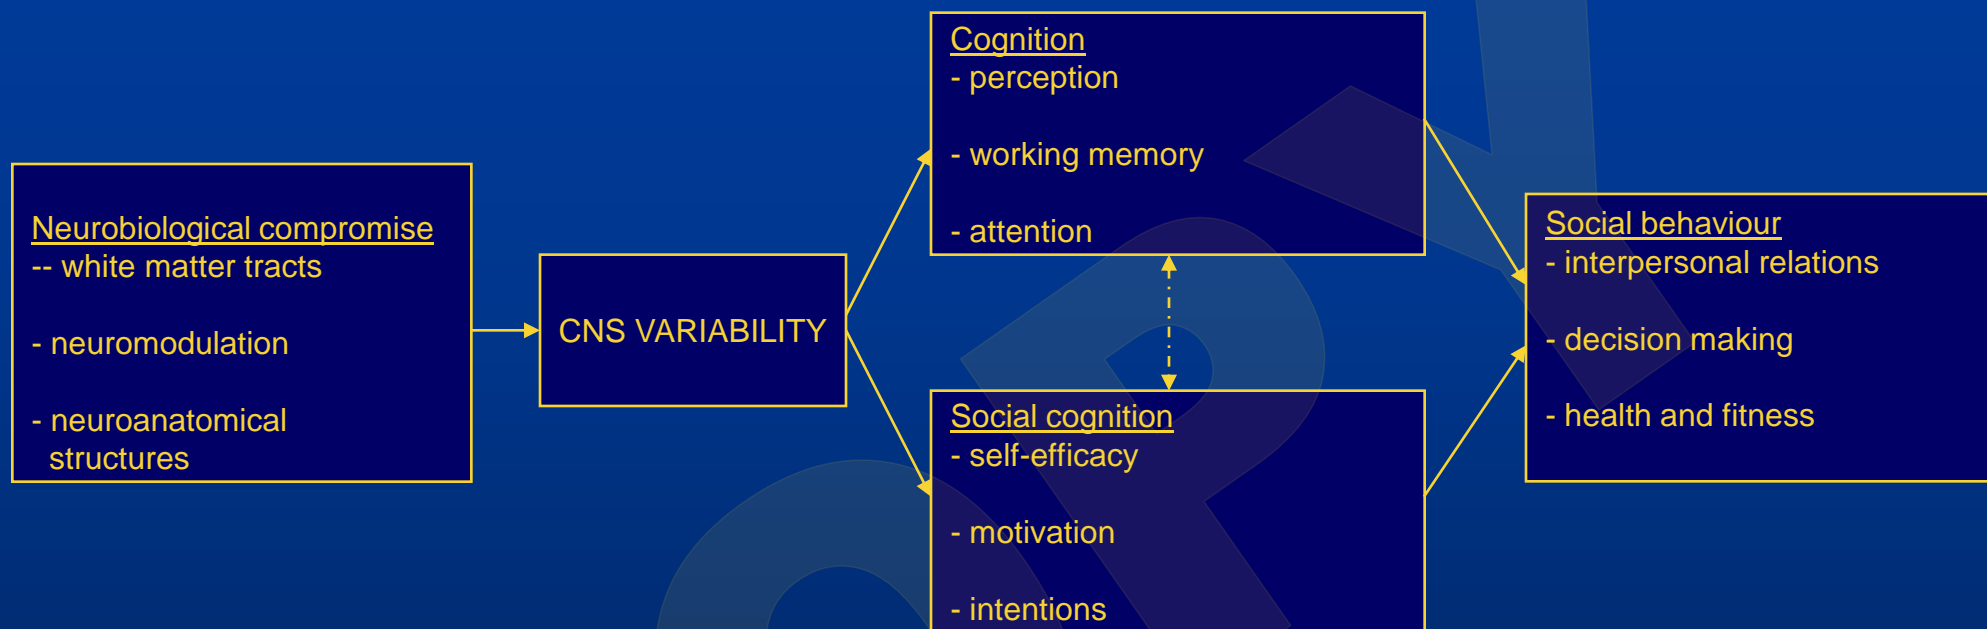 Neurobiological compromise
-- white matter tracts
- neuromodulation
- neuroanatomical
structures
CNS VARIABILITY
Cognition
- perception
- working memory
- attention
Social cognition
- self-efficacy
- motivation
- intentions
Social behaviour
- interpersonal relations
- decision making
- health and fitness